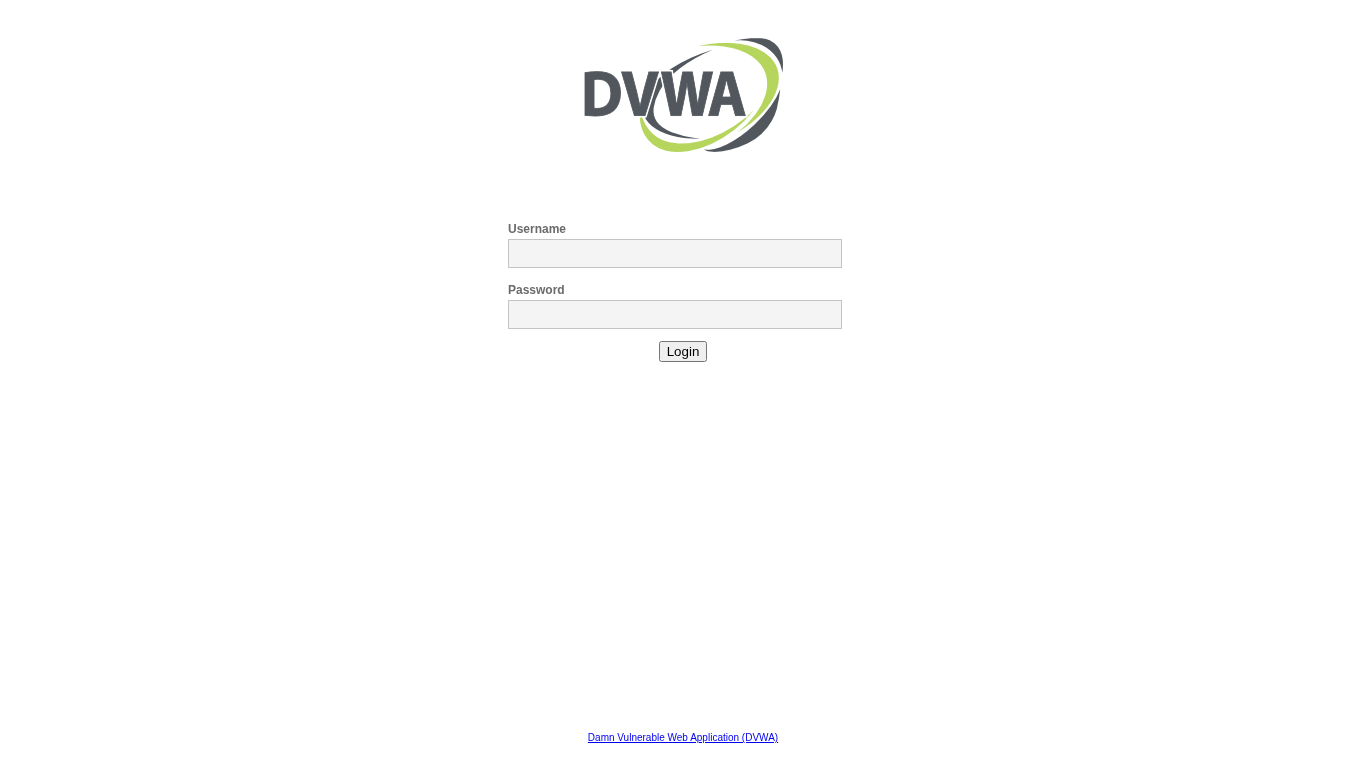 DVWA
Username
Password
Login
Damn Vulnerable Web Application (DVWA)